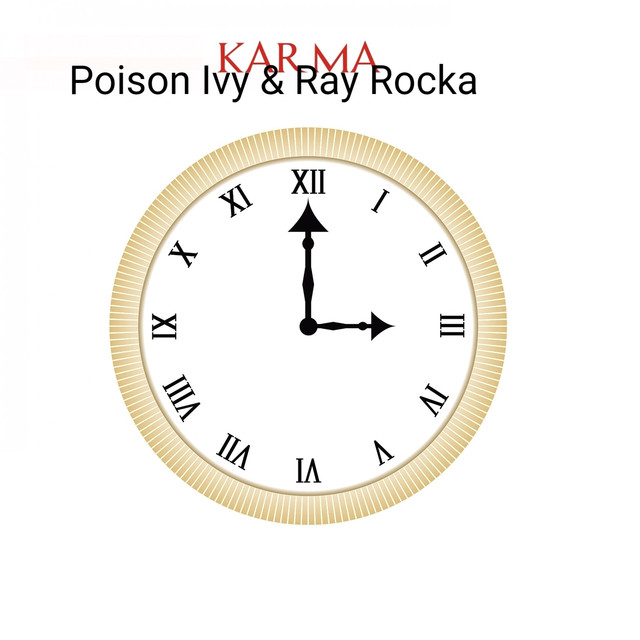 KARMA
Poison Ivy & Ray Rocka
XII
I
II
III
IV
V
VI
VII
VIII
IX
X
XI